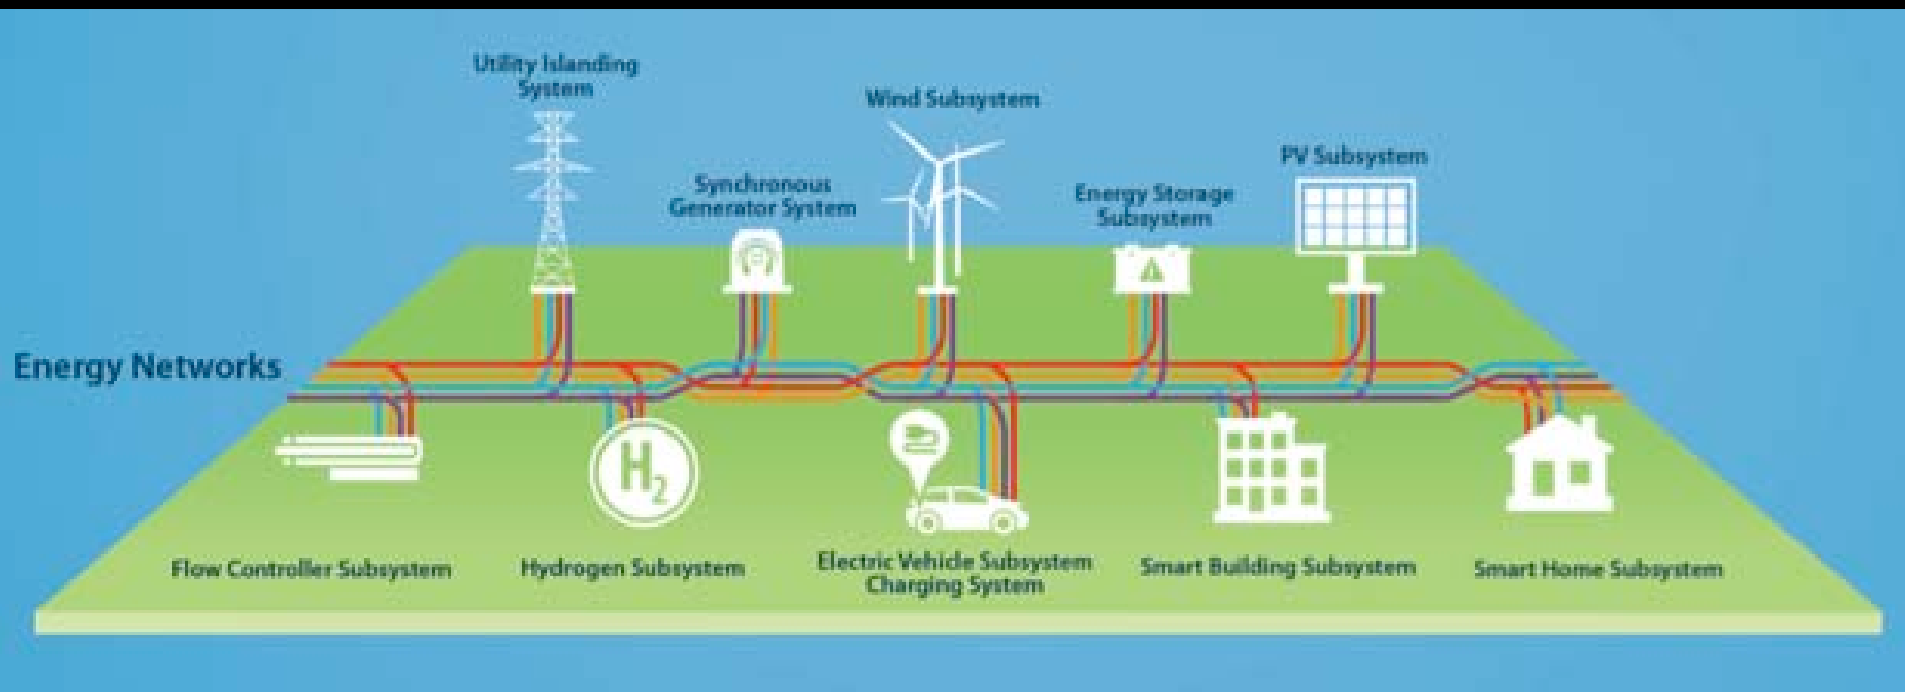 Utility Islanding
System
Wind Subsystem
PV Subsystem
Synchronous
Generator System
Energy Storage
Subsystem
Energy Networks
H2
Flow Controller Subsystem
Hydrogen Subsystem
Electric Vehicle Subsystem
Charging System
Smart Building Subsystem
Smart Home Subsystem